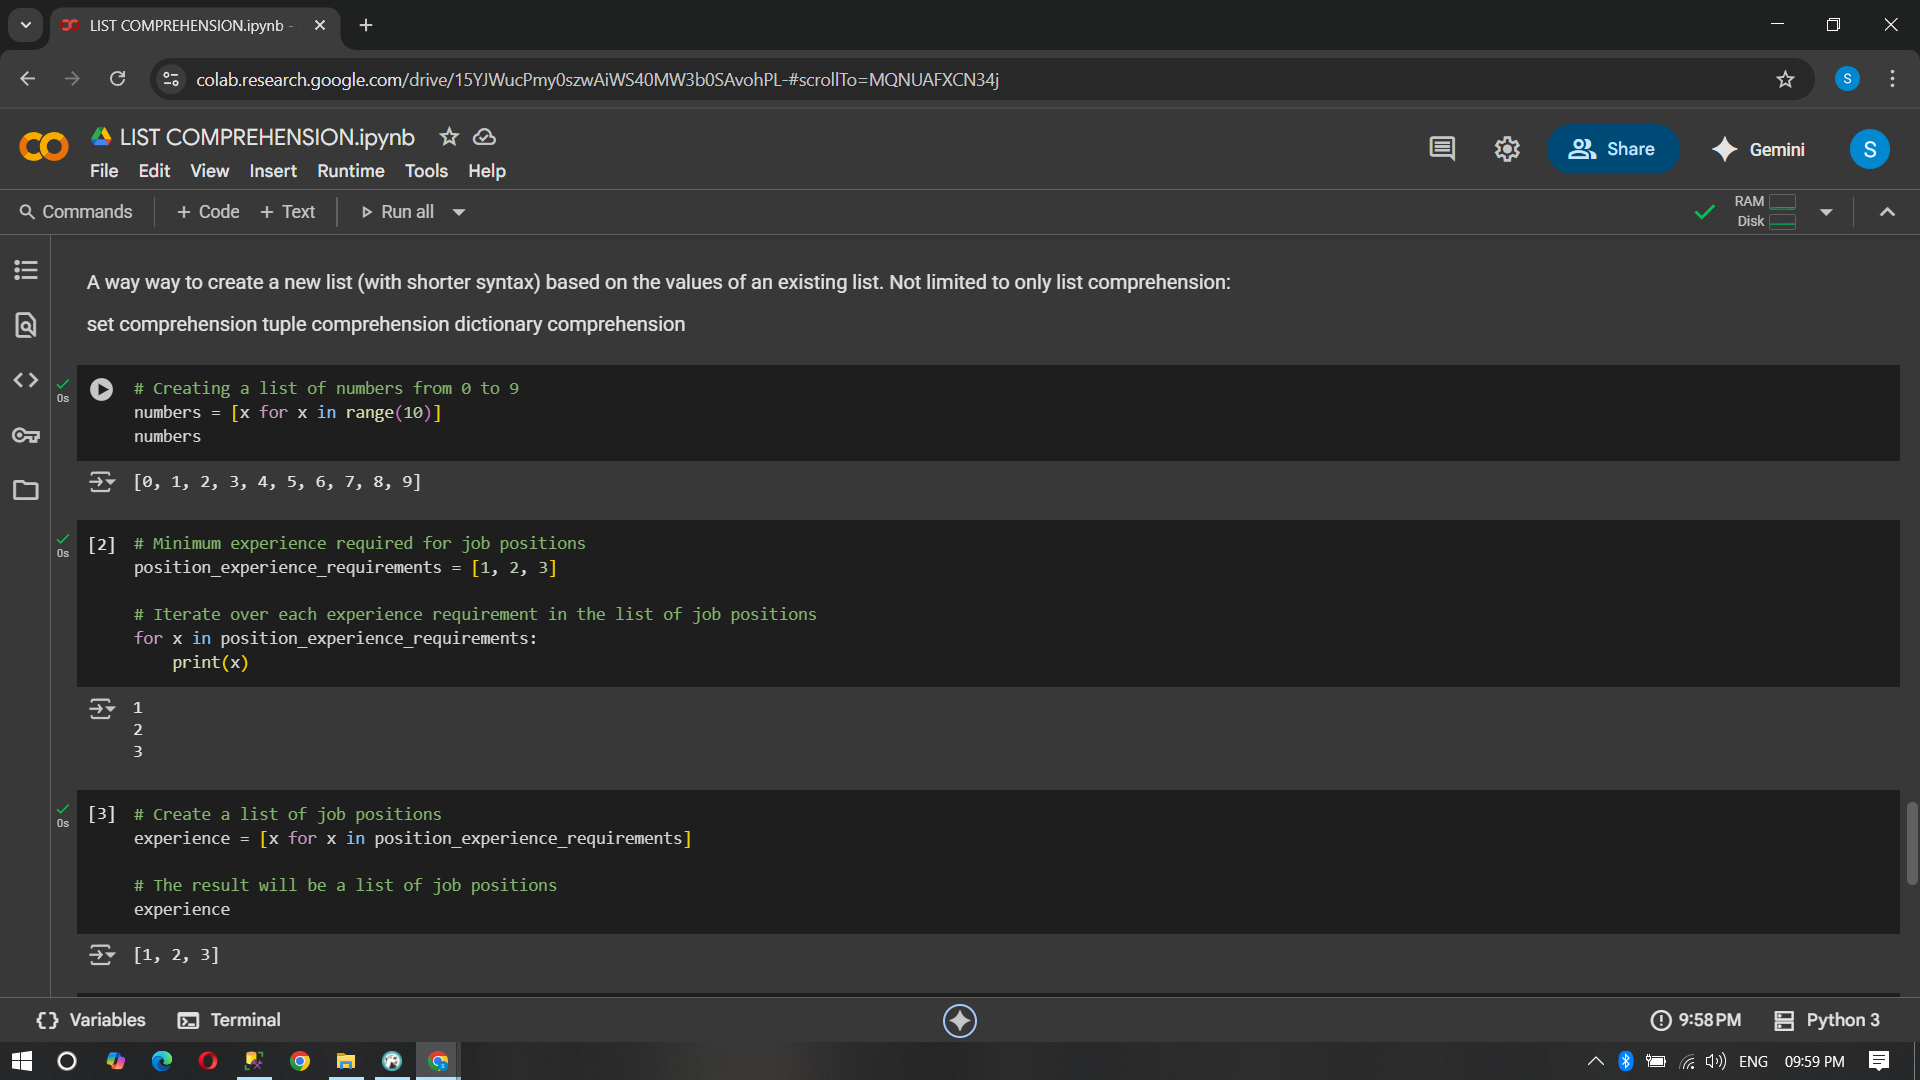 LIST COMPREHENSION.ipynb -
colab.research.google.com/drive/15YJWucPmy0szwAiWS40MW3b0SAvohPL-#scrollTo=MQNUAFXCN34j
S
LIST COMPREHENSION.ipynb
File Edit View Insert Runtime Tools Help
Share
Gemini
S
Commands + Code + Text Run all
RAM
Disk
A way way to create a new list (with shorter syntax) based on the values of an existing list. Not limited to only list comprehension:
set comprehension tuple comprehension dictionary comprehension
0s
# Creating a list of numbers from 0 to 9
numbers = [x for x in range(10)]
numbers
[0, 1, 2, 3, 4, 5, 6, 7, 8, 9]
0s
[2] # Minimum experience required for job positions
position_experience_requirements = [1, 2, 3]
# Iterate over each experience requirement in the list of job positions
for x in position_experience_requirements:
    print(x)
1
2
3
0s
[3] # Create a list of job positions
experience = [x for x in position_experience_requirements]
# The result will be a list of job positions
experience
[1, 2, 3]
Variables Terminal
9:58 PM Python 3
ENG 09:59 PM